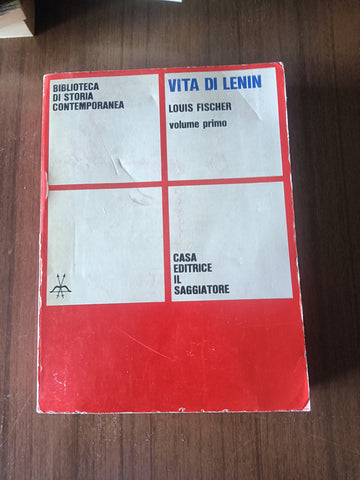 BIBLIOTECA
DI STORIA
CONTEMPORANEA
VITA DI LENIN
LOUIS FISCHER
volume primo
CASA
EDITRICE
IL
SAGGIATORE